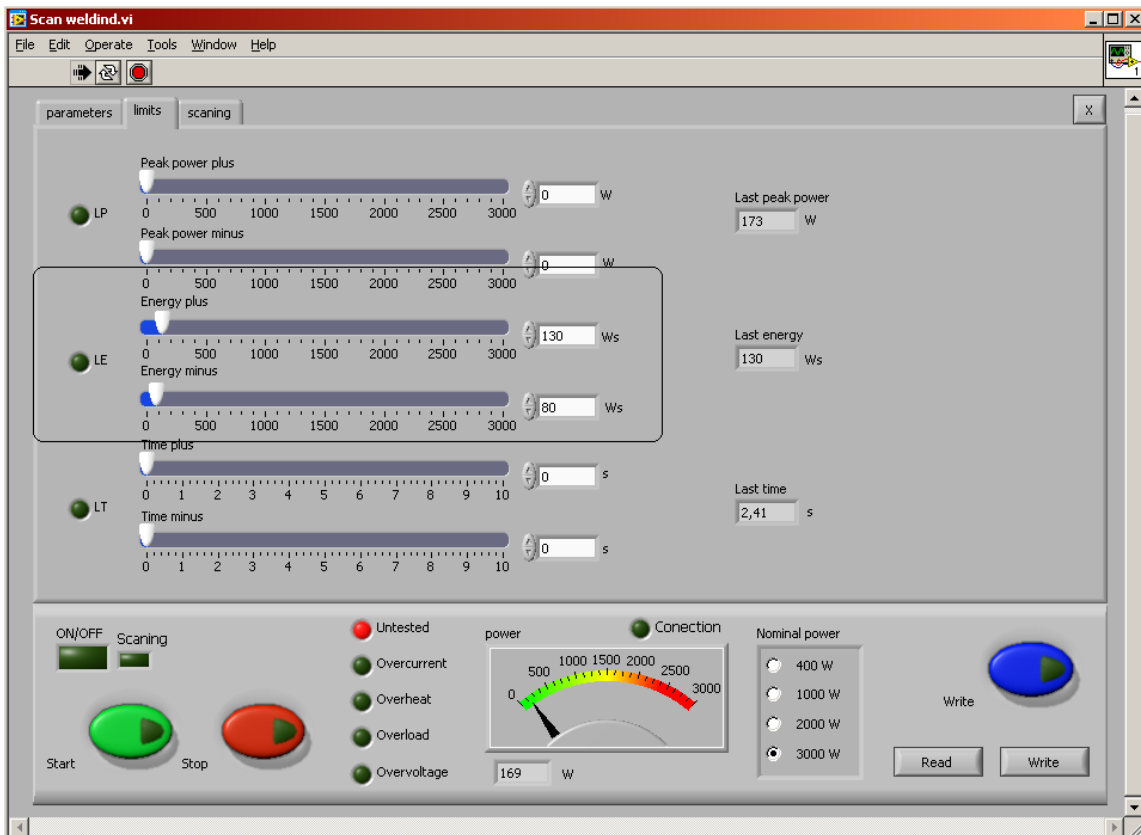 Scan weldind.vi
File Edit Operate Tools Window Help
1
parameters limits scaning X
Peak power plus
0 W
LP
0 500 1000 1500 2000 2500 3000
Last peak power
173 W
Peak power minus
0 W
0 500 1000 1500 2000 2500 3000
Energy plus
130 Ws
LE
0 500 1000 1500 2000 2500 3000
Last energy
130 Ws
Energy minus
80 Ws
0 500 1000 1500 2000 2500 3000
Time plus
0 s
LT
0 1 2 3 4 5 6 7 8 9 10
Last time
2,41 s
Time minus
0 s
0 1 2 3 4 5 6 7 8 9 10
ON/OFF Scaning
Start Stop
Untested
Overcurrent
Overheat
Overload
Overvoltage
power
Conection
0 500 1000 1500 2000 2500 3000
169 W
Nominal power
400 W
1000 W
2000 W
3000 W
Write
Read Write